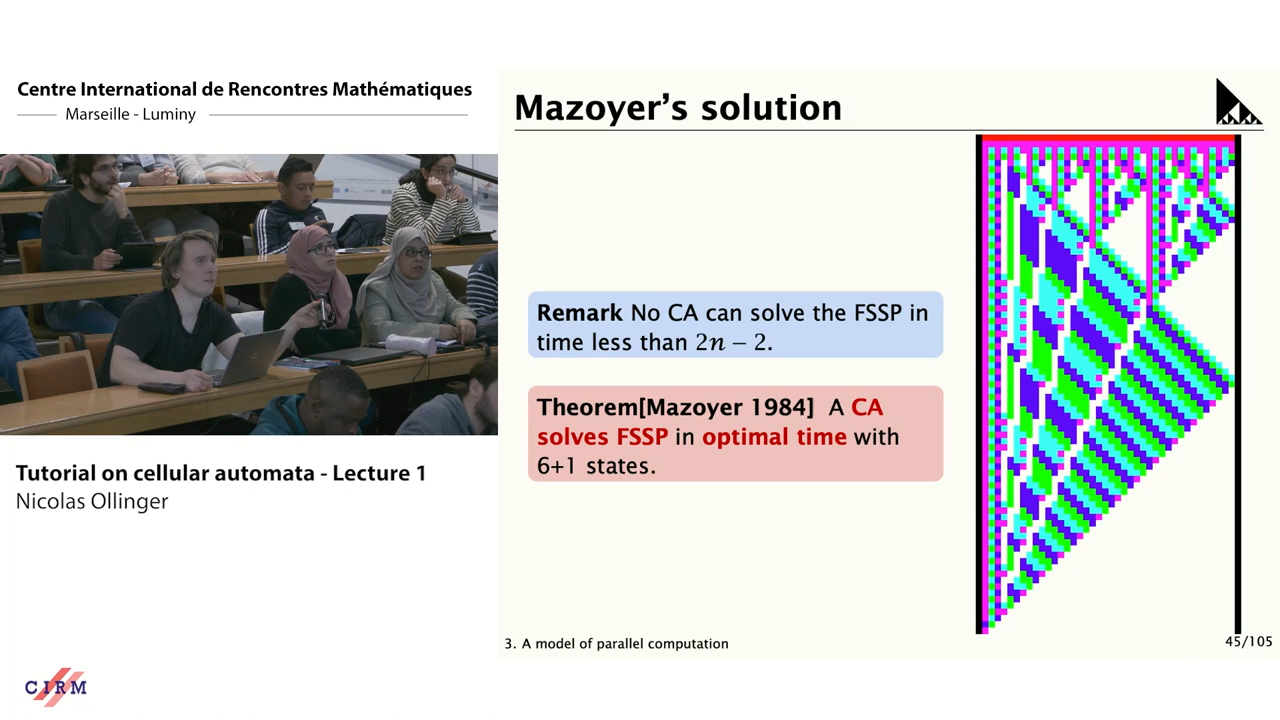 Centre International de Rencontres Mathématiques
Marseille - Luminy
Tutorial on cellular automata - Lecture 1
Nicolas Ollinger
CIRM
Mazoyer's solution
Remark No CA can solve the FSSP in
time less than 2n − 2.
Theorem[Mazoyer 1984] A CA
solves FSSP in optimal time with
6+1 states.
3. A model of parallel computation
45/105